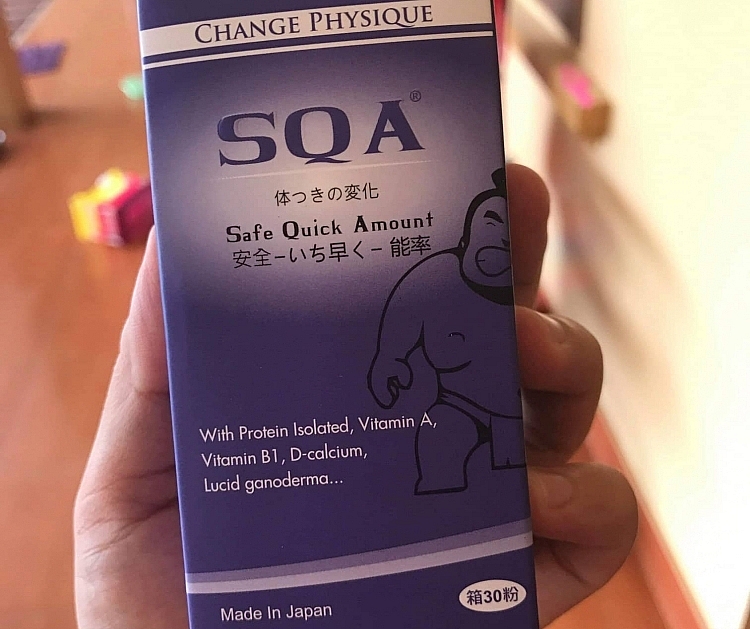 CHANGE PHYSIQUE
SQA®
体つきの変化
Safe Quick Amount
安全-いち早く-能率
With Protein Isolated, Vitamin A,
Vitamin B1, D-calcium,
Lucid ganoderma...
Made In Japan
箱30粉